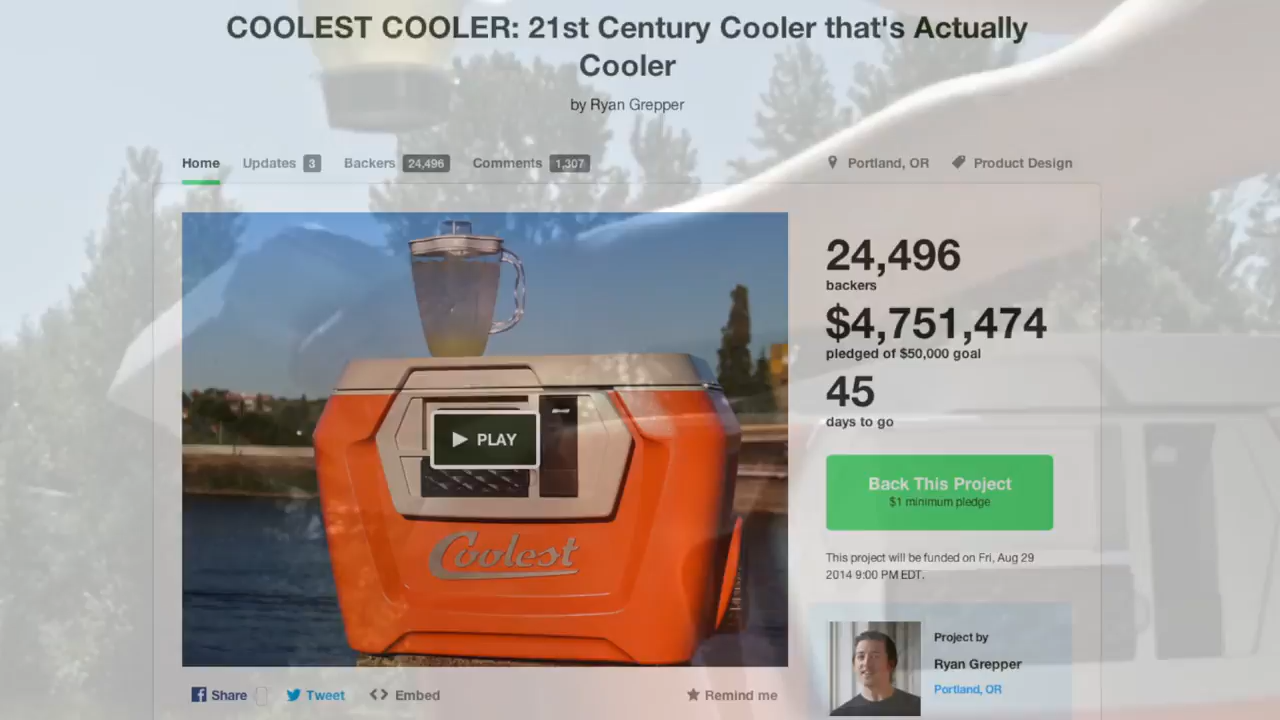 COOLEST COOLER: 21st Century Cooler that's Actually
Cooler
by Ryan Grepper
Home Updates 3 Backers 24,496 Comments 1,307
Portland, OR Product Design
24,496
backers
$4,751,474
pledged of $50,000 goal
45
days to go
PLAY
Back This Project
$1 minimum pledge
Coolest
This project will be funded on Fri, Aug 29
2014 9:00 PM EDT.
Project by
Ryan Grepper
Portland, OR
Share Tweet Embed Remind me